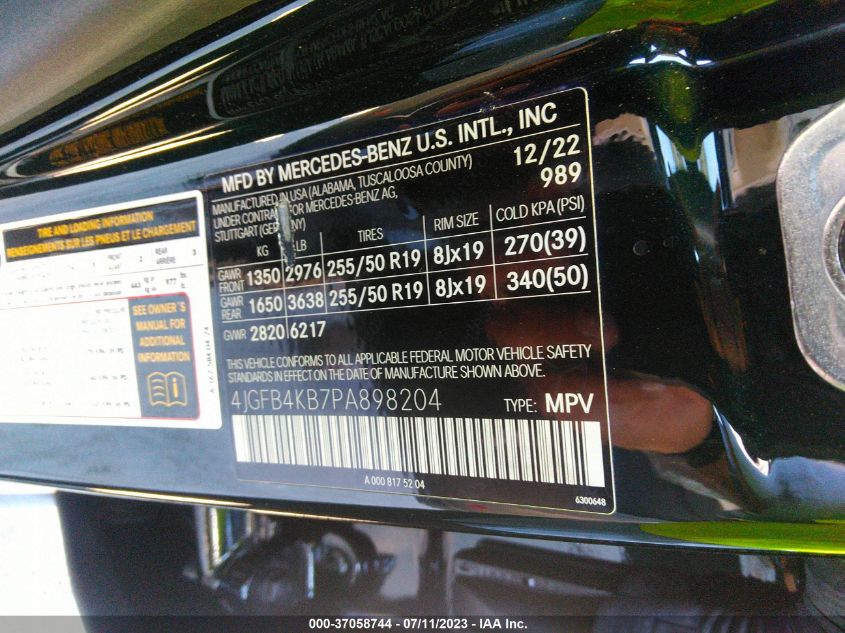 MFD BY MERCEDES-BENZ U.S. INTL., INC
MANUFACTURED IN USA (ALABAMA, TUSCALOOSA COUNTY) 12/22
UNDER CONTRACT FOR MERCEDES-BENZ AG, 989
STUTTGART (GERMANY)
KG LB TIRES RIM SIZE COLD KPA (PSI)
GAWR FRONT 1350 2976 255/50 R19 8Jx19 270(39)
GAWR REAR 1650 3638 255/50 R19 8Jx19 340(50)
GVWR 2820 6217
THIS VEHICLE CONFORMS TO ALL APPLICABLE FEDERAL MOTOR VEHICLE SAFETY
STANDARDS IN EFFECT ON THE DATE OF MANUFACTURE SHOWN ABOVE.
4JGFB4KB7PA898204 TYPE: MPV
A 000 817 52 04
6300648
TIRE AND LOADING INFORMATION
RENSEIGNEMENTS SUR LES PNEUS ET LE CHARGEMENT
SEE OWNER'S
MANUAL FOR
ADDITIONAL
INFORMATION
000-37058744 - 07/11/2023 - IAA Inc.